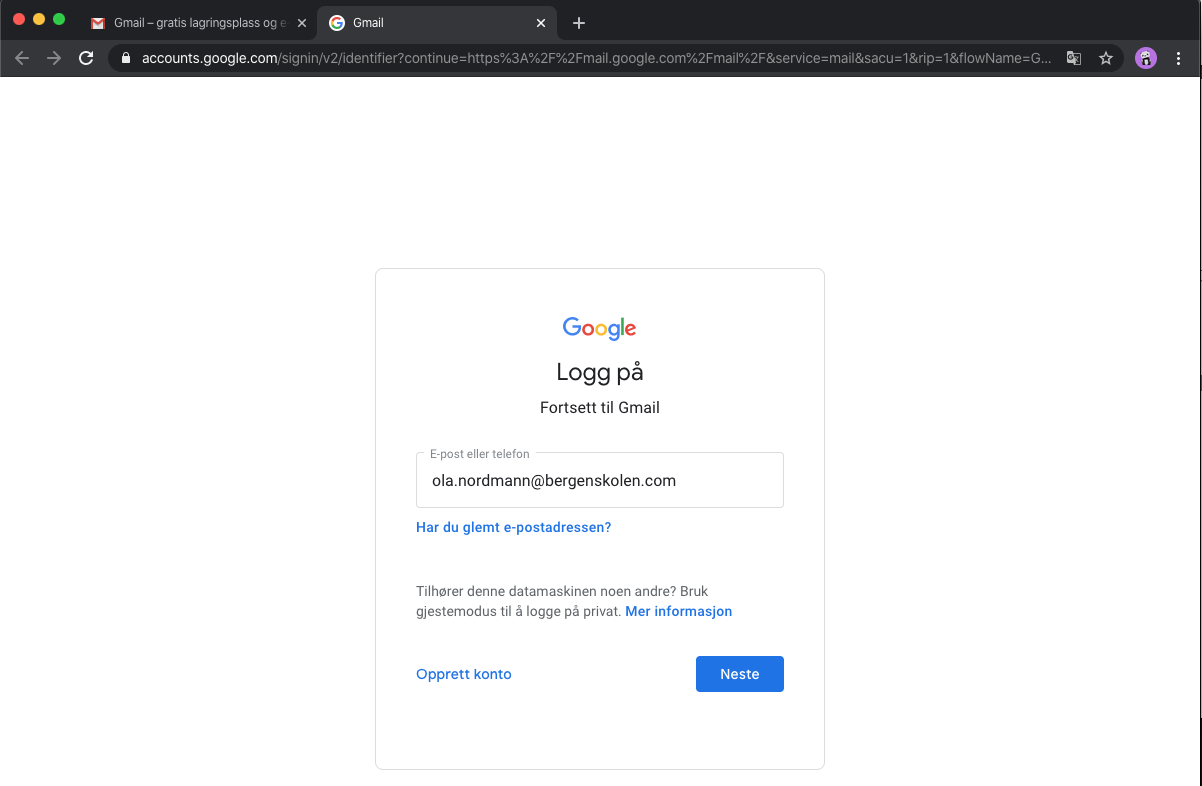 Gmail – gratis lagringsplass og e
Gmail
accounts.google.com/signin/v2/identifier?continue=https%3A%2F%2Fmail.google.com%2Fmail%2F&service=mail&sacu=1&rip=1&flowName=G...
Google
Logg på
Fortsett til Gmail
E-post eller telefon
ola.nordmann@bergenskolen.com
Har du glemt e-postadressen?
Tilhører denne datamaskinen noen andre? Bruk
gjestemodus til å logge på privat. Mer informasjon
Opprett konto
Neste